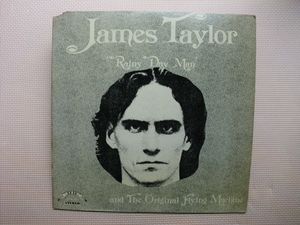 James Taylor
"Rainy Day Man"
and The Original Flying Machine